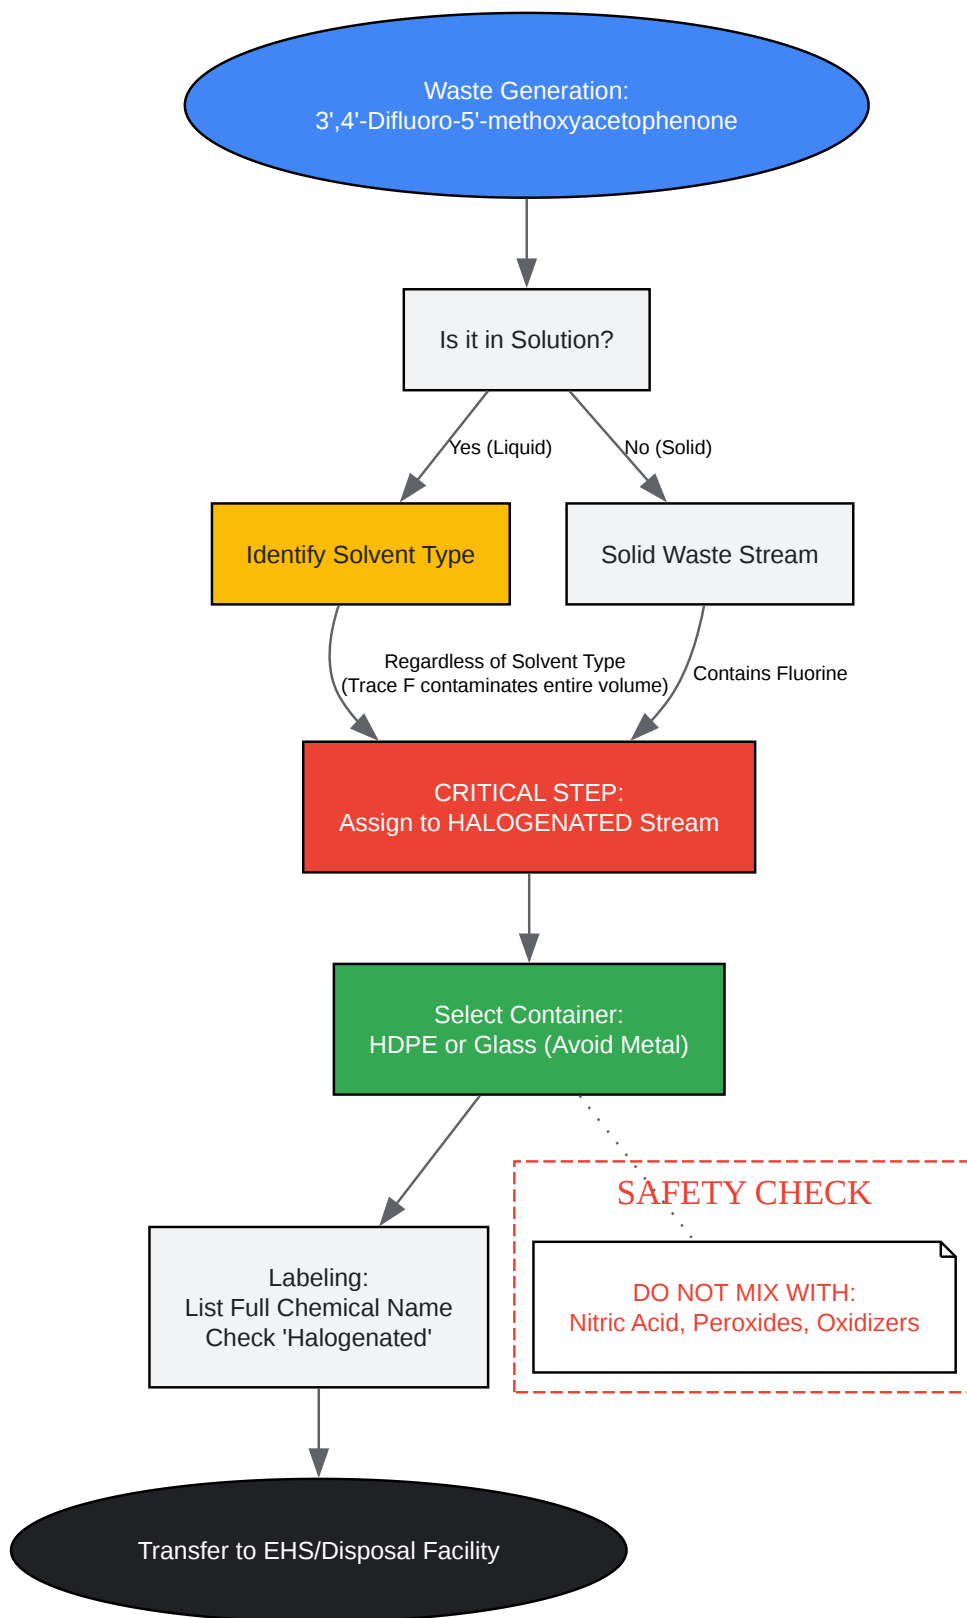 Waste Generation:
3',4'-Difluoro-5'-methoxyacetophenone
Is it in Solution?
Yes (Liquid)
No (Solid)
Identify Solvent Type
Solid Waste Stream
Regardless of Solvent Type
(Trace F contaminates entire volume)
Contains Fluorine
CRITICAL STEP:
Assign to HALOGENATED Stream
Select Container:
HDPE or Glass (Avoid Metal)
SAFETY CHECK
DO NOT MIX WITH:
Nitric Acid, Peroxides, Oxidizers
Labeling:
List Full Chemical Name
Check 'Halogenated'
Transfer to EHS/Disposal Facility